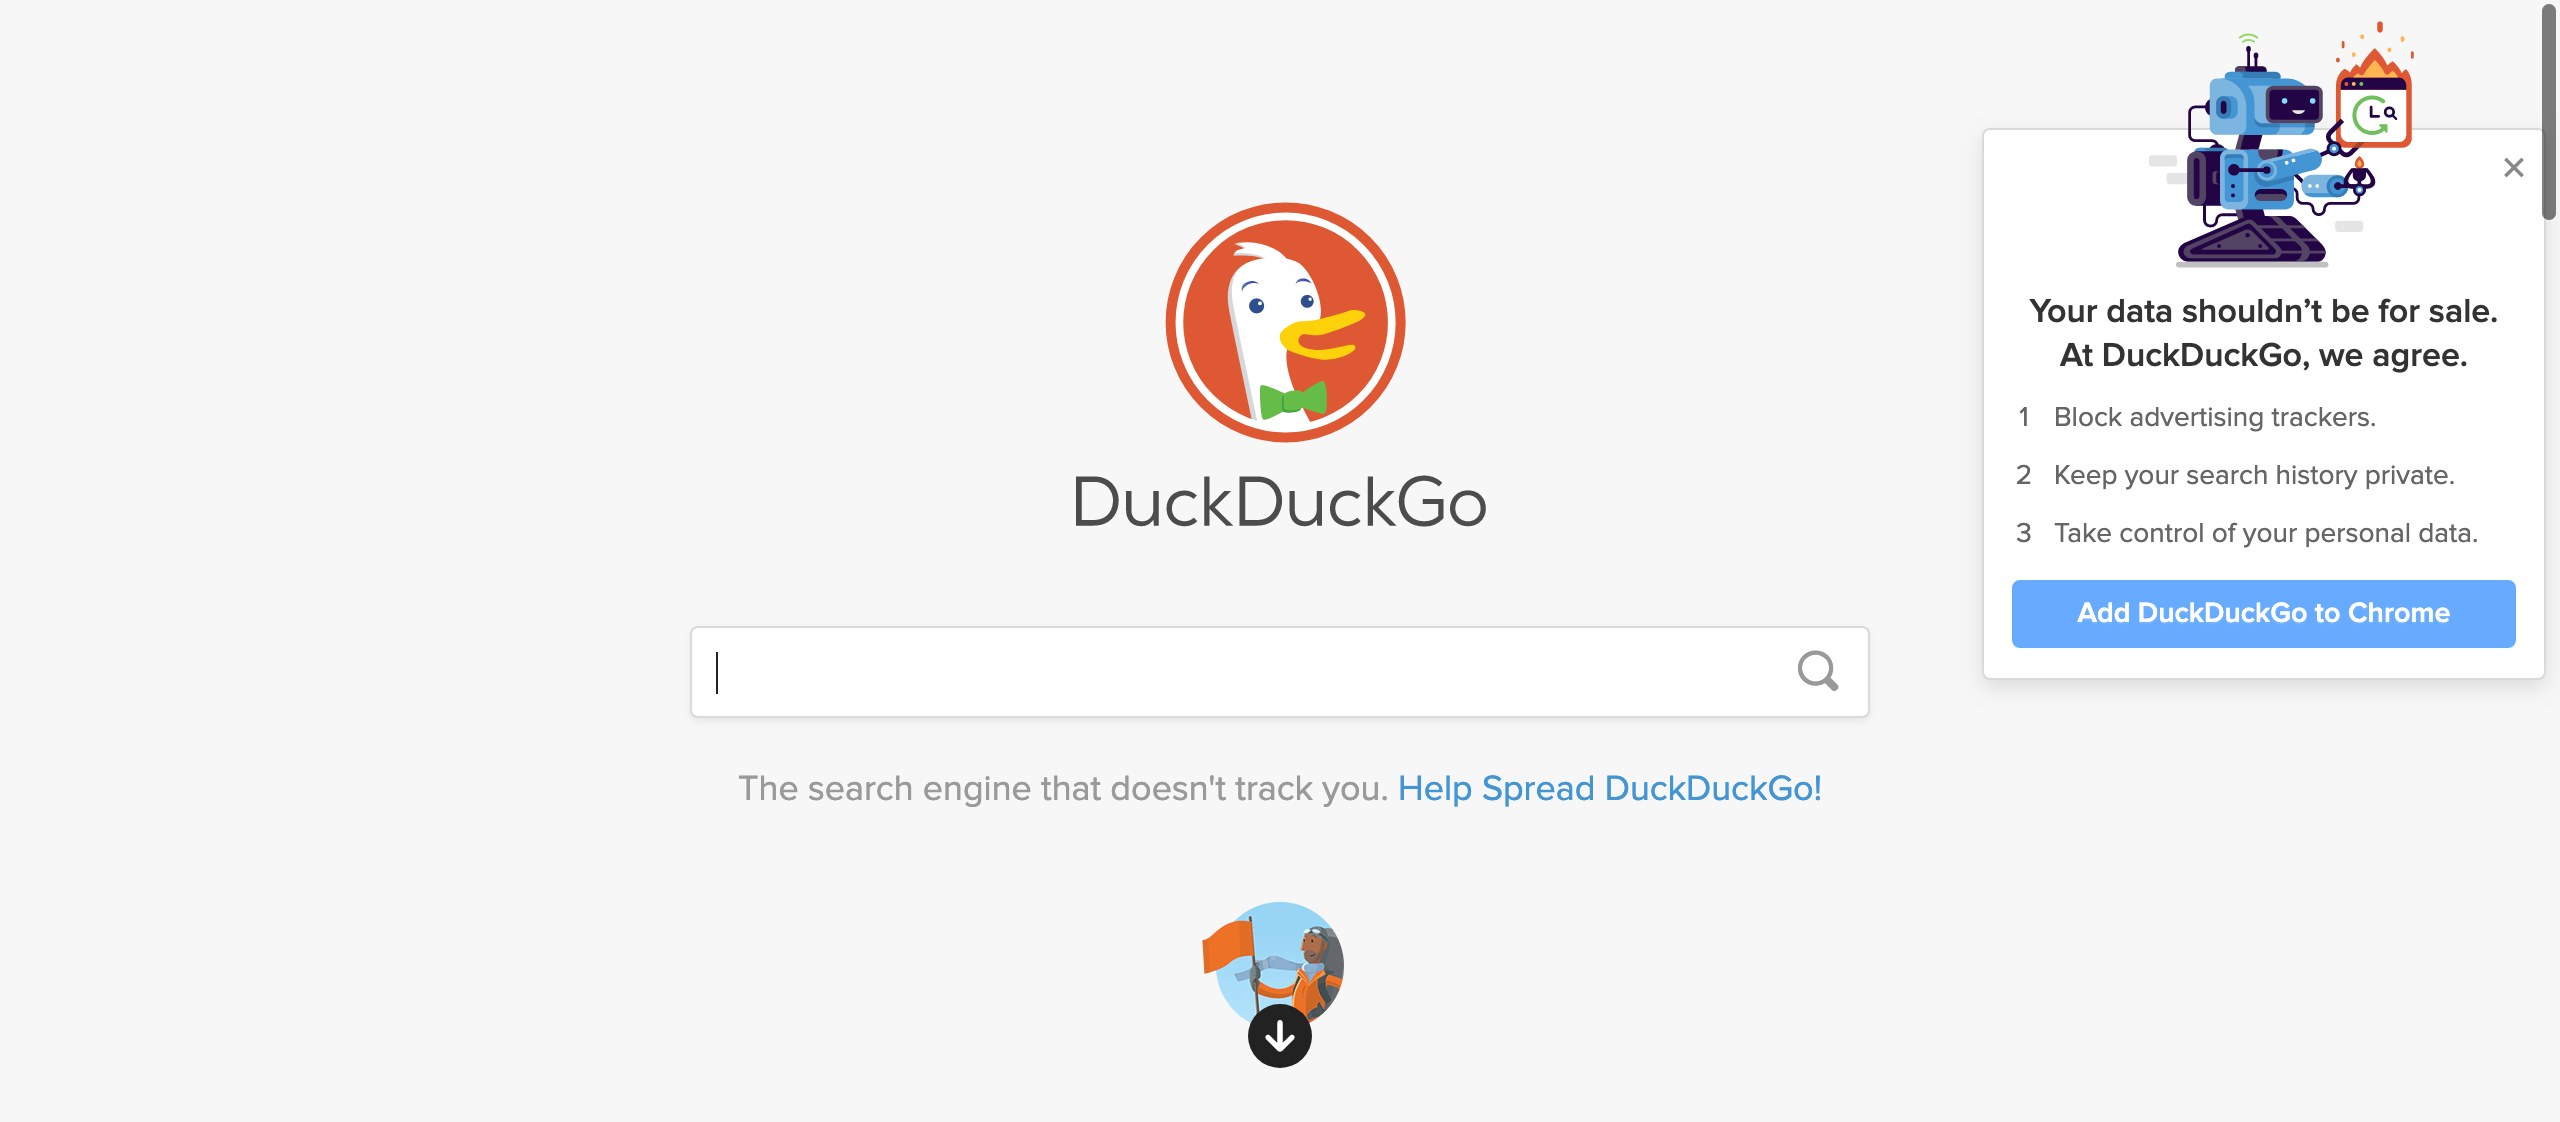 DuckDuckGo
The search engine that doesn't track you. Help Spread DuckDuckGo!
Your data shouldn’t be for sale.
At DuckDuckGo, we agree.
1 Block advertising trackers.
2 Keep your search history private.
3 Take control of your personal data.
Add DuckDuckGo to Chrome